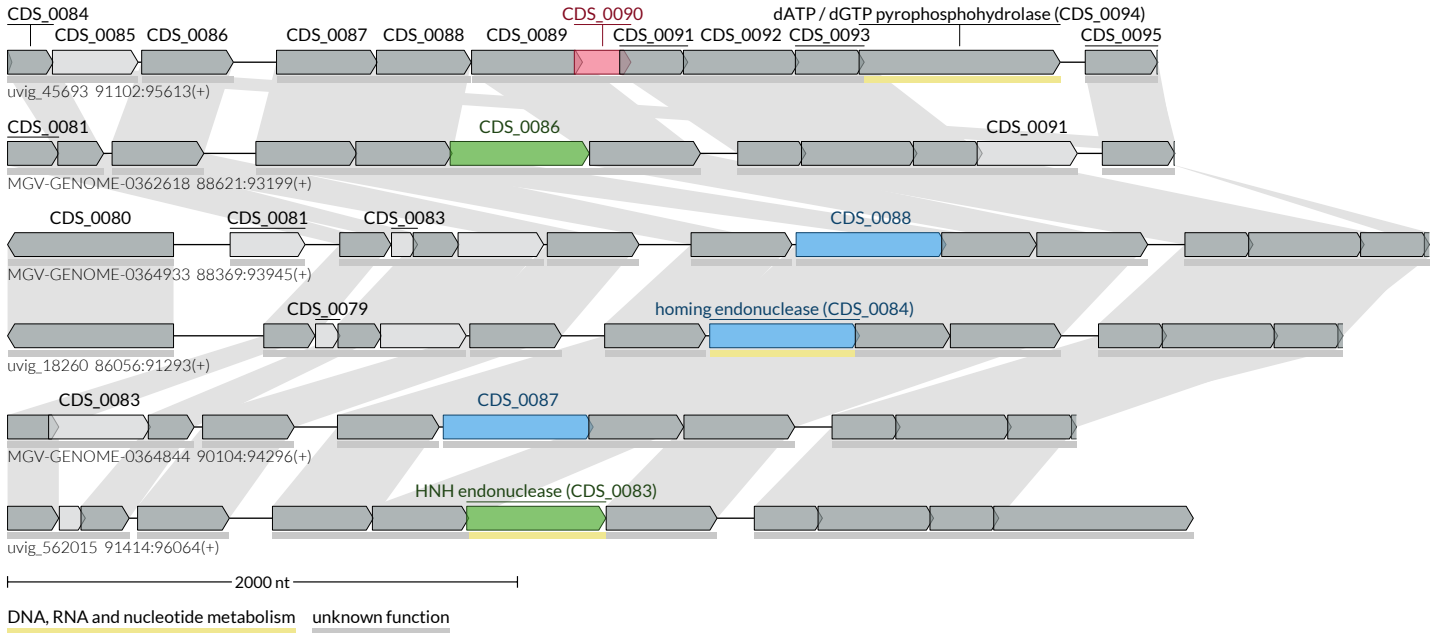 CDS_0084 CDS_0090 dATP / dGTP pyrophosphohydrolase (CDS_0094)
CDS_0085 CDS_0086 CDS_0087 CDS_0088 CDS_0089 CDS_0091 CDS_0092 CDS_0093 CDS_0095
uvig_45693 91102:95613(+)
CDS_0081 CDS_0086 CDS_0091
MGV-GENOME-0362618 88621:93199(+)
CDS_0080 CDS_0081 CDS_0083 CDS_0088
MGV-GENOME-0364933 88369:93945(+)
CDS_0079 homing endonuclease (CDS_0084)
uvig_18260 86056:91293(+)
CDS_0083 CDS_0087
MGV-GENOME-0364844 90104:94296(+)
HNH endonuclease (CDS_0083)
uvig_562015 91414:96064(+)
2000 nt
DNA, RNA and nucleotide metabolism unknown function